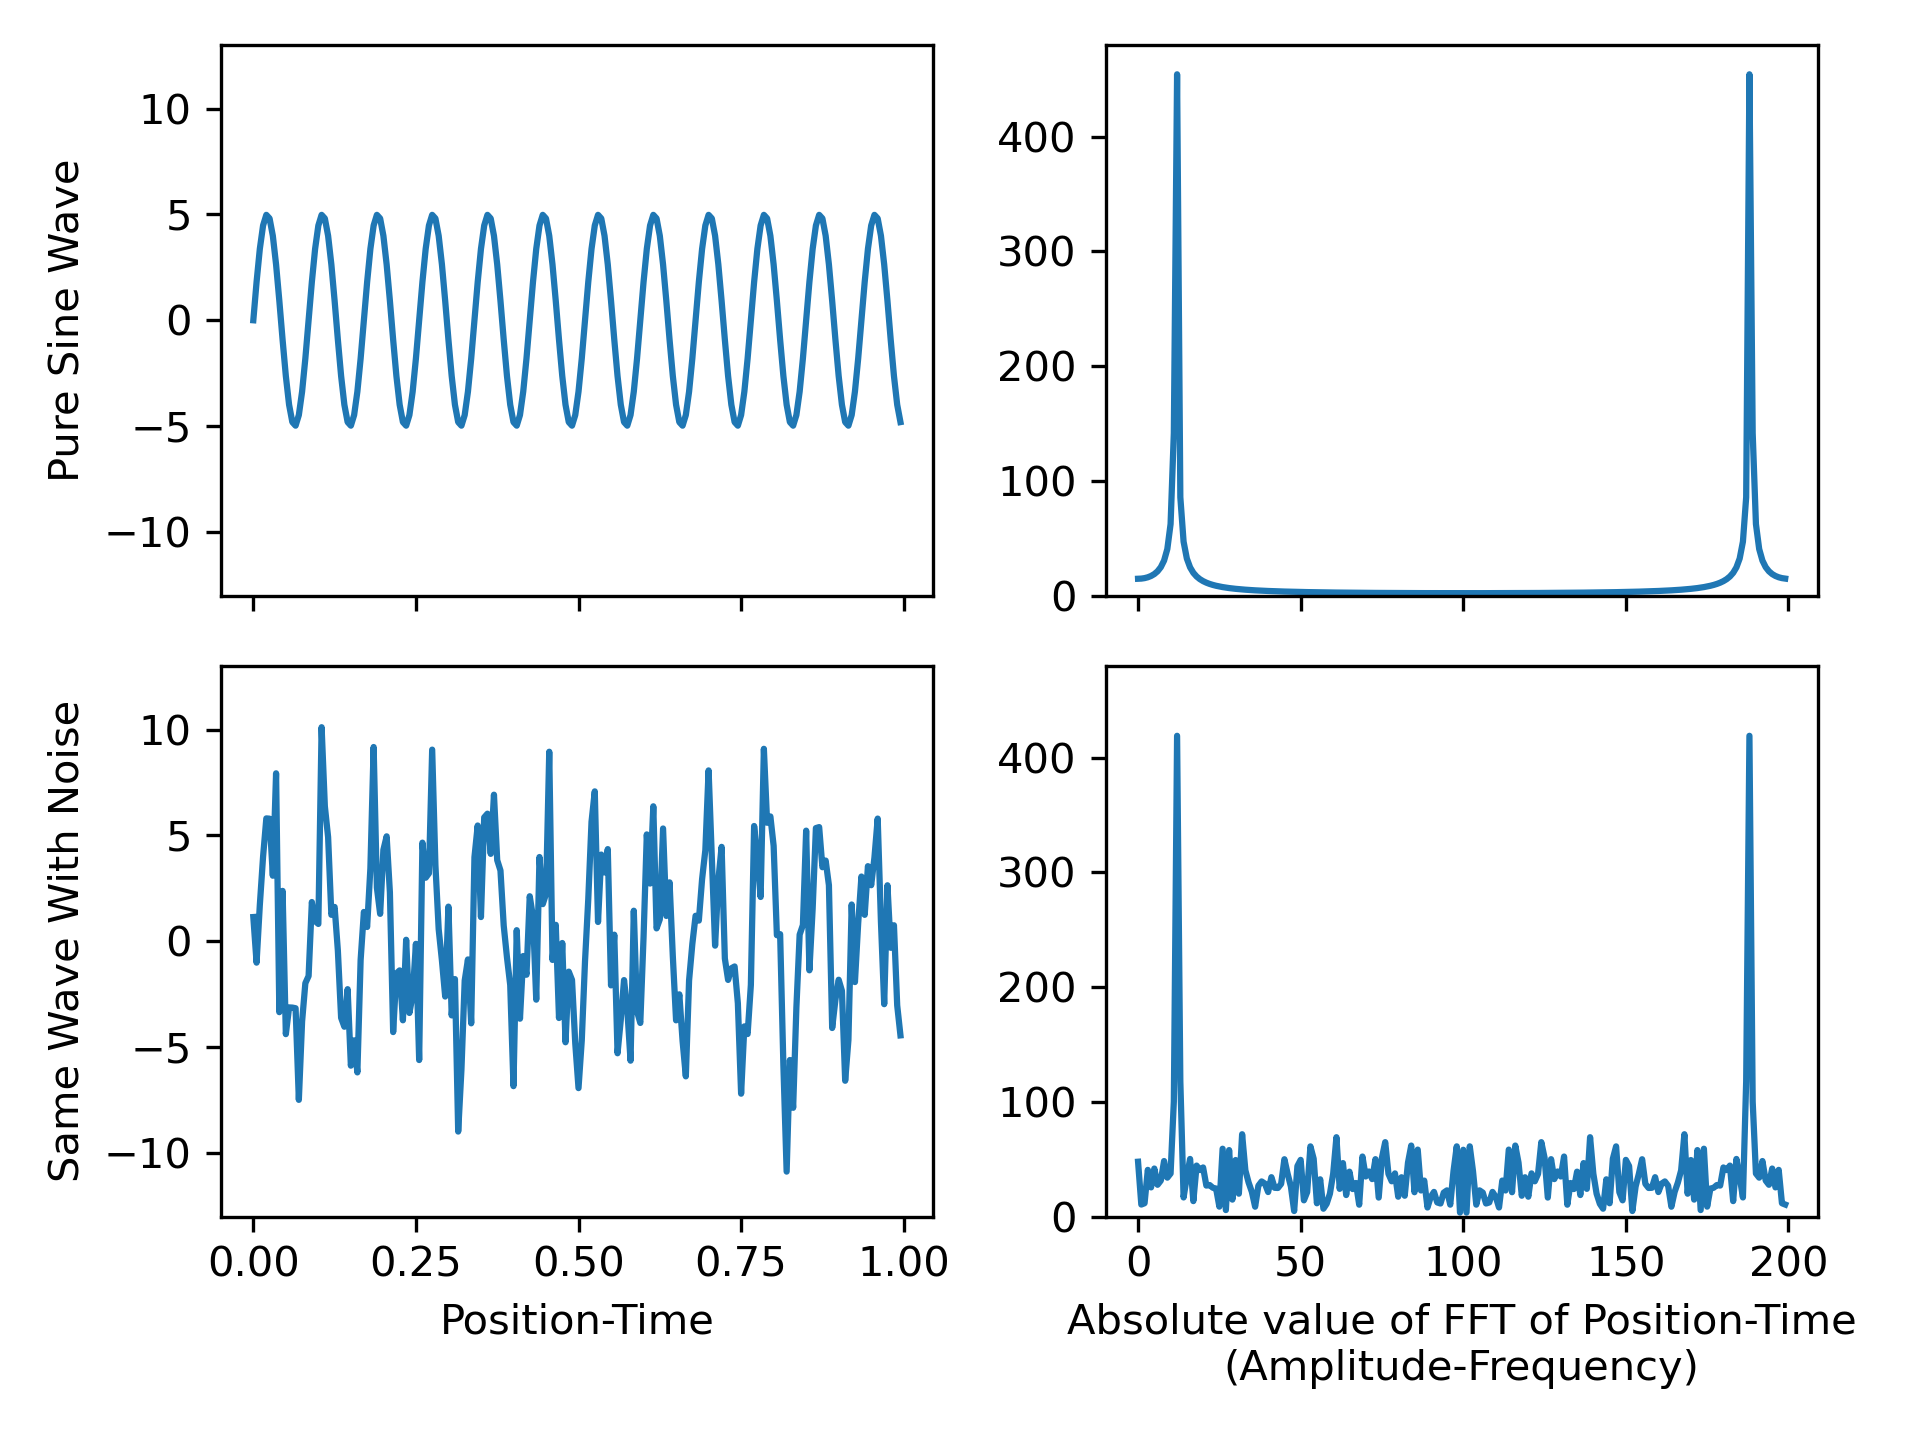 Pure Sine Wave
10
5
0
−5
−10
400
300
200
100
0
Same Wave With Noise
10
5
0
−5
−10
0.00 0.25 0.50 0.75 1.00
Position-Time
400
300
200
100
0
0 50 100 150 200
Absolute value of FFT of Position-Time
(Amplitude-Frequency)